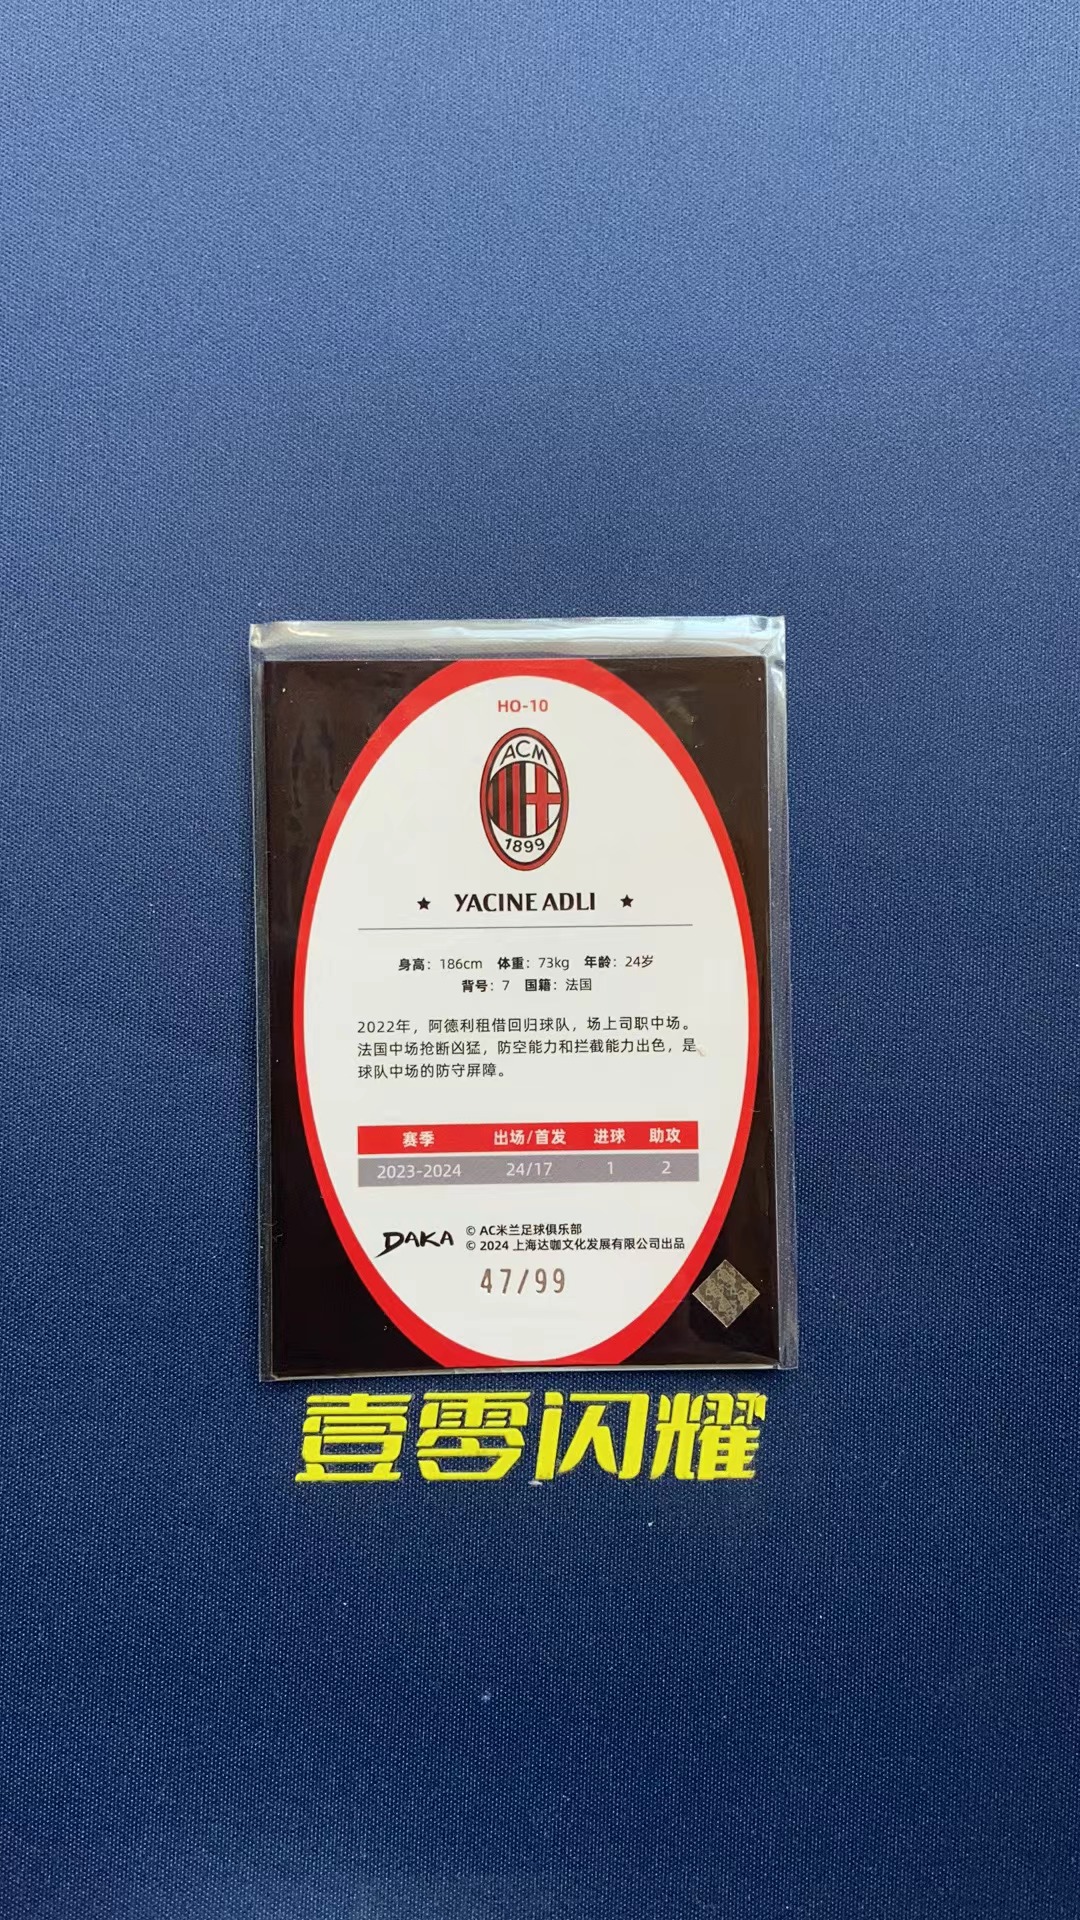 HO-10
ACM
1899
★ YACINE ADLI ★
身高：186cm 体重：73kg 年龄：24岁
背号：7 国籍：法国
2022年，阿德利租借回归球队，场上司职中场。
法国中场抢断凶猛，防空能力和拦截能力出色，是
球队中场的防守屏障。
赛季 出场/首发 进球 助攻
2023-2024 24/17 1 2
DAKA
© AC米兰足球俱乐部
© 2024 上海达咖文化发展有限公司出品
47/99
壹零闪耀